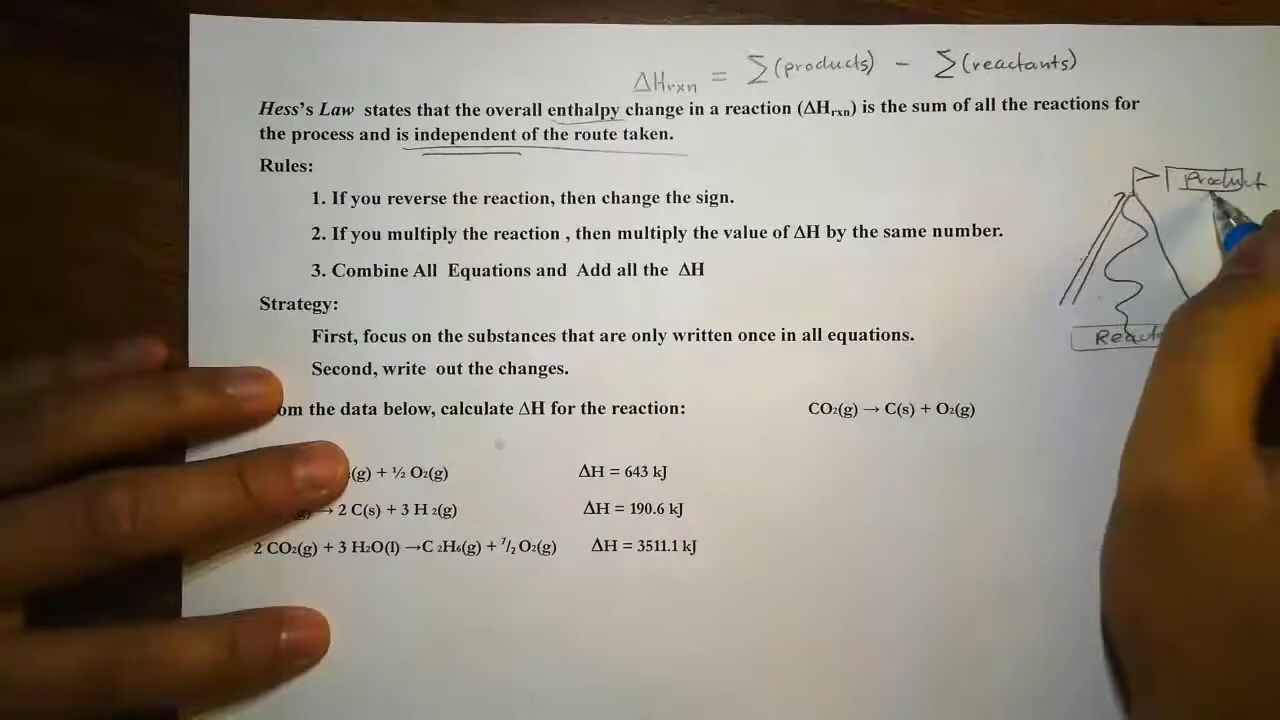 ΔHrxn = Σ(products) - Σ(reactants)
Hess's Law states that the overall enthalpy change in a reaction (ΔHrxn) is the sum of all the reactions for
the process and is independent of the route taken.
Rules:
1. If you reverse the reaction, then change the sign.
2. If you multiply the reaction , then multiply the value of ΔH by the same number.
3. Combine All Equations and Add all the ΔH
Product
Strategy:
First, focus on the substances that are only written once in all equations.
Second, write out the changes.
the data below, calculate ΔH for the reaction: CO₂(g) → C(s) + O₂(g)
(g) + ½ O₂(g) ΔH = 643 kJ
→ 2 C(s) + 3 H ₂(g) ΔH = 190.6 kJ
2 CO₂(g) + 3 H₂O(l) →C ₂H₆(g) + ⁷/₂ O₂(g) ΔH = 3511.1 kJ